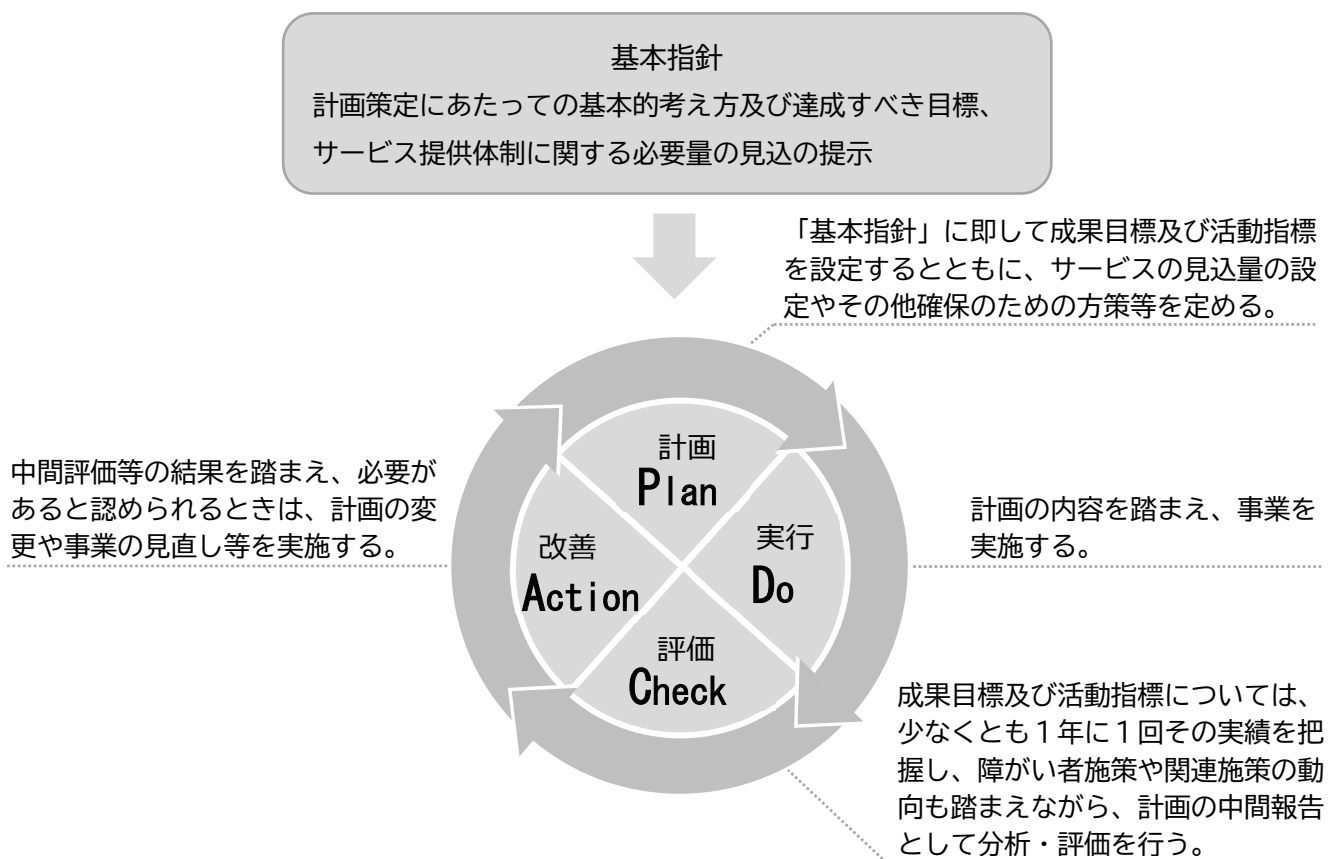 基本指針
計画策定にあたっての基本的考え方及び達成すべき目標、
サービス提供体制に関する必要量の見込の提示
「基本指針」に即して成果目標及び活動指標
を設定するとともに、サービスの見込量の設
定やその他確保のための方策等を定める。
計画
Plan
中間評価等の結果を踏まえ、必要が
あると認められるときは、計画の変
更や事業の見直し等を実施する。
計画の内容を踏まえ、事業を
実施する。
実行
Do
改善
Action
評価
Check
成果目標及び活動指標については、
少なくとも１年に１回その実績を把
握し、障がい者施策や関連施策の動
向も踏まえながら、計画の中間報告
として分析・評価を行う。